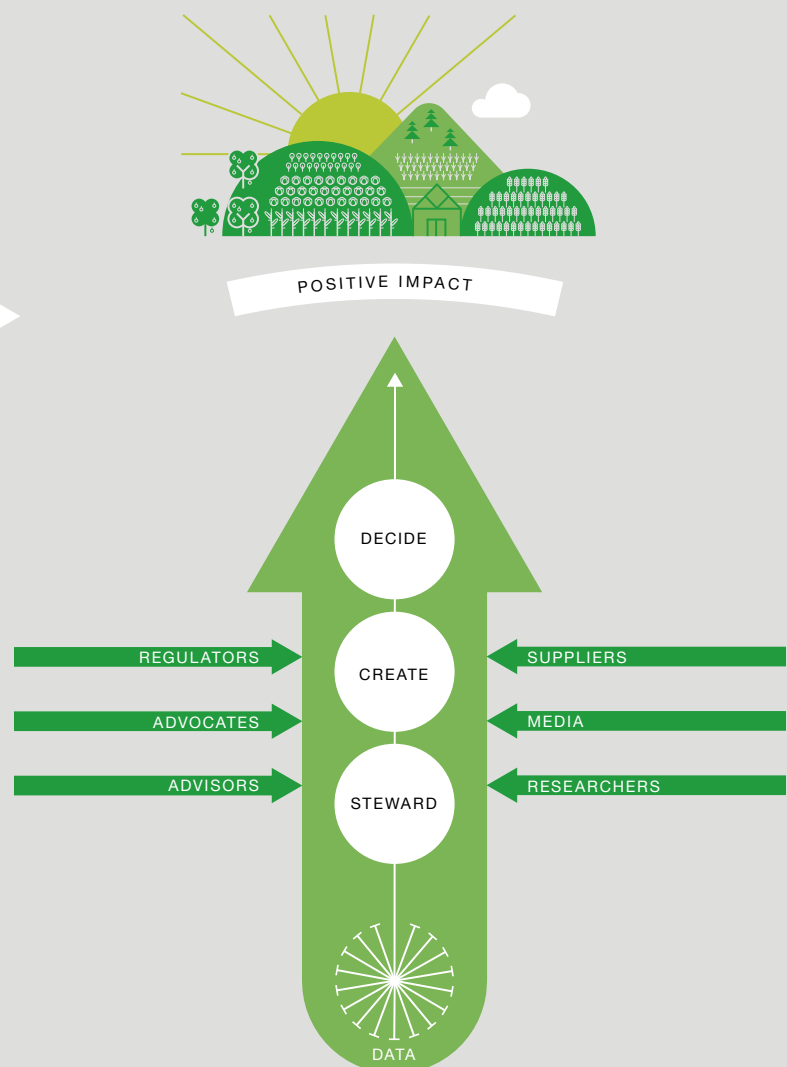 POSITIVE IMPACT
DECIDE
REGULATORS
SUPPLIERS
CREATE
ADVOCATES
MEDIA
ADVISORS
RESEARCHERS
STEWARD
DATA